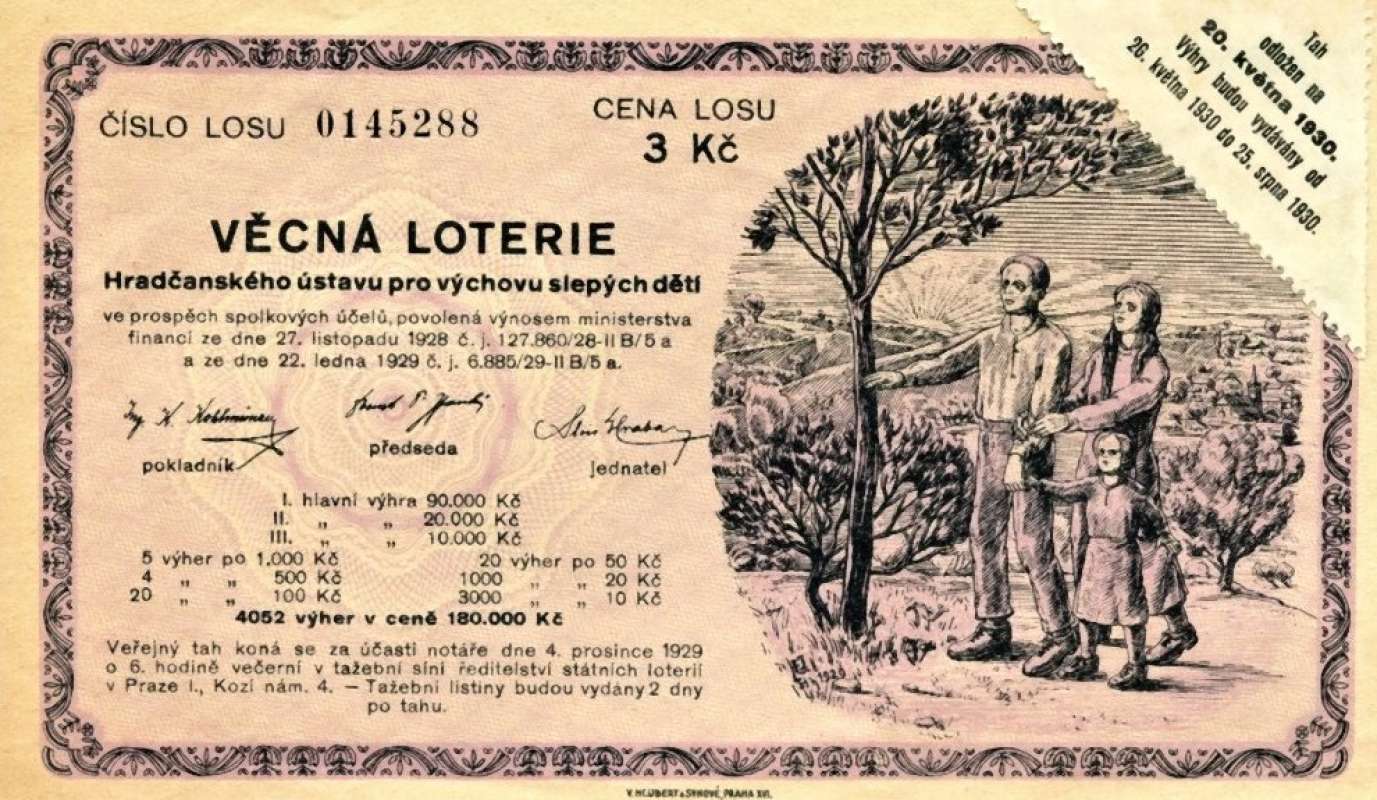 Tah
odložen na
20. května 1930.
Výhry budou vydávány od
26. května 1930 do 25. srpna 1930.
ČÍSLO LOSU 0145288
CENA LOSU
3 Kč
VĚCNÁ LOTERIE
Hradčanského ústavu pro výchovu slepých dětí
ve prospěch spolkových účelů, povolená výnosem ministerstva
financí ze dne 27. listopadu 1928 č. j. 127.860/28-II B/5 a
a ze dne 22. ledna 1929 č. j. 6.885/29-II B/5 a.
pokladník
předseda
jednatel
I. hlavní výhra 90.000 Kč
II. „ „ 20.000 Kč
III. „ „ 10.000 Kč
5 výher po 1.000 Kč 20 výher po 50 Kč
4 „ „ 500 Kč 1000 „ „ 20 Kč
20 „ „ 100 Kč 3000 „ „ 10 Kč
4052 výher v ceně 180.000 Kč
Veřejný tah koná se za účasti notáře dne 4. prosince 1929
o 6. hodině večerní v tažební síni ředitelství státních loterií
v Praze I., Kozí nám. 4. — Tažební listiny budou vydány 2 dny
po tahu.
1929
V. NEUBERT & SYNOVÉ, PRAHA XVI.